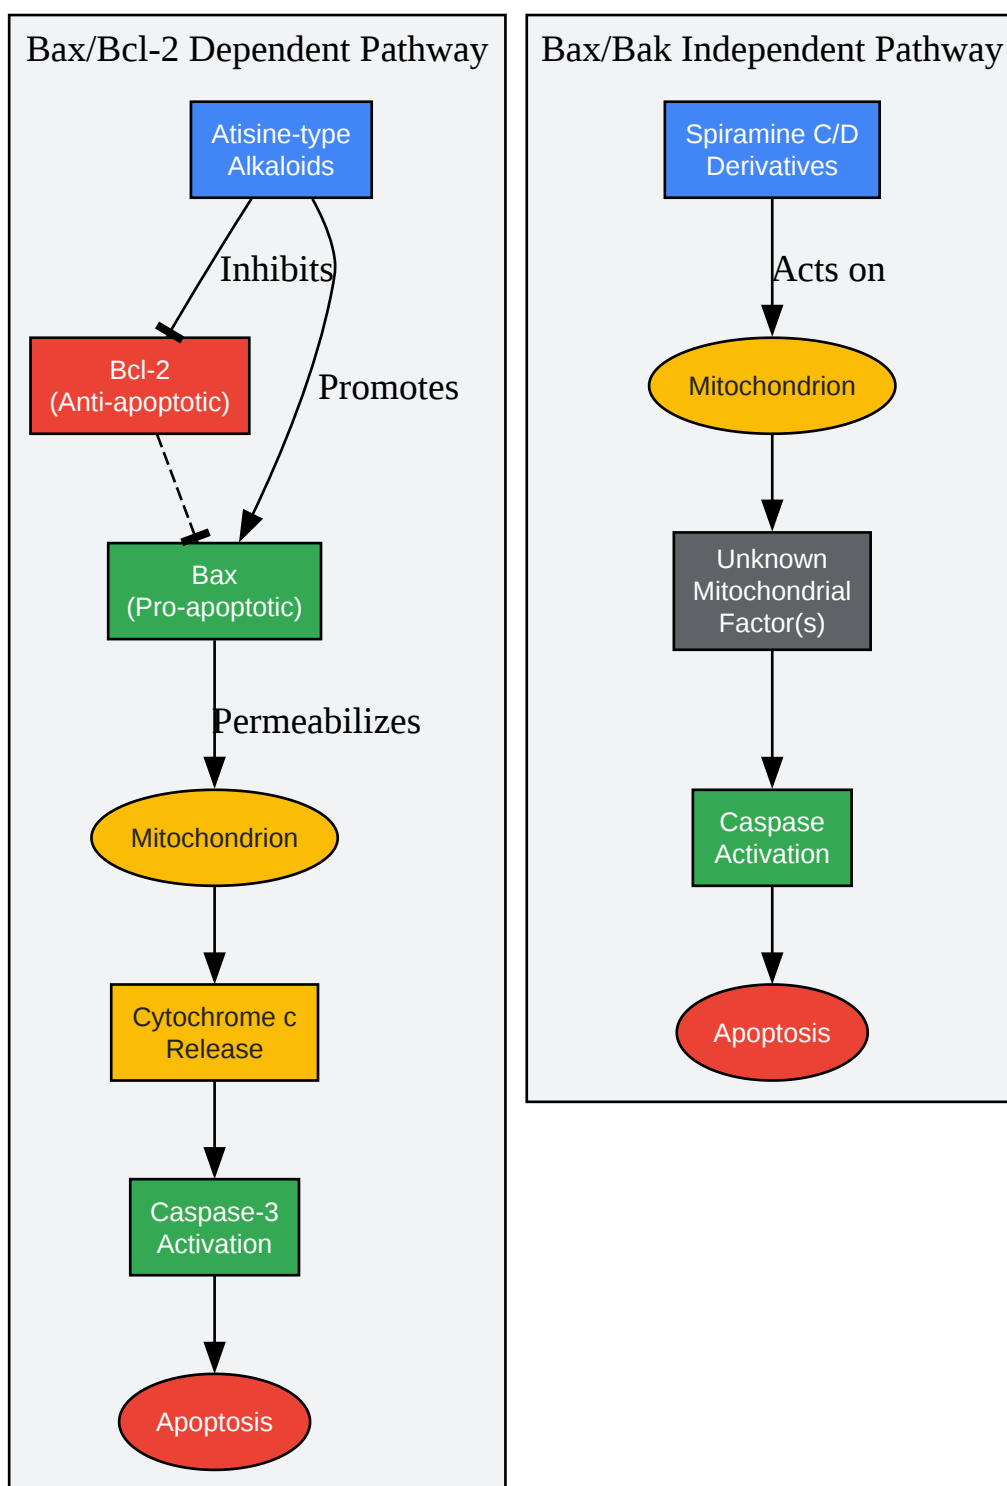 Bax/Bcl-2 Dependent Pathway
Atisine-type
Alkaloids
Inhibits
Bcl-2
(Anti-apoptotic)
Promotes
Bax
(Pro-apoptotic)
Permeabilizes
Mitochondrion
Cytochrome c
Release
Caspase-3
Activation
Apoptosis
Bax/Bak Independent Pathway
Spiramine C/D
Derivatives
Acts on
Mitochondrion
Unknown
Mitochondrial
Factor(s)
Caspase
Activation
Apoptosis